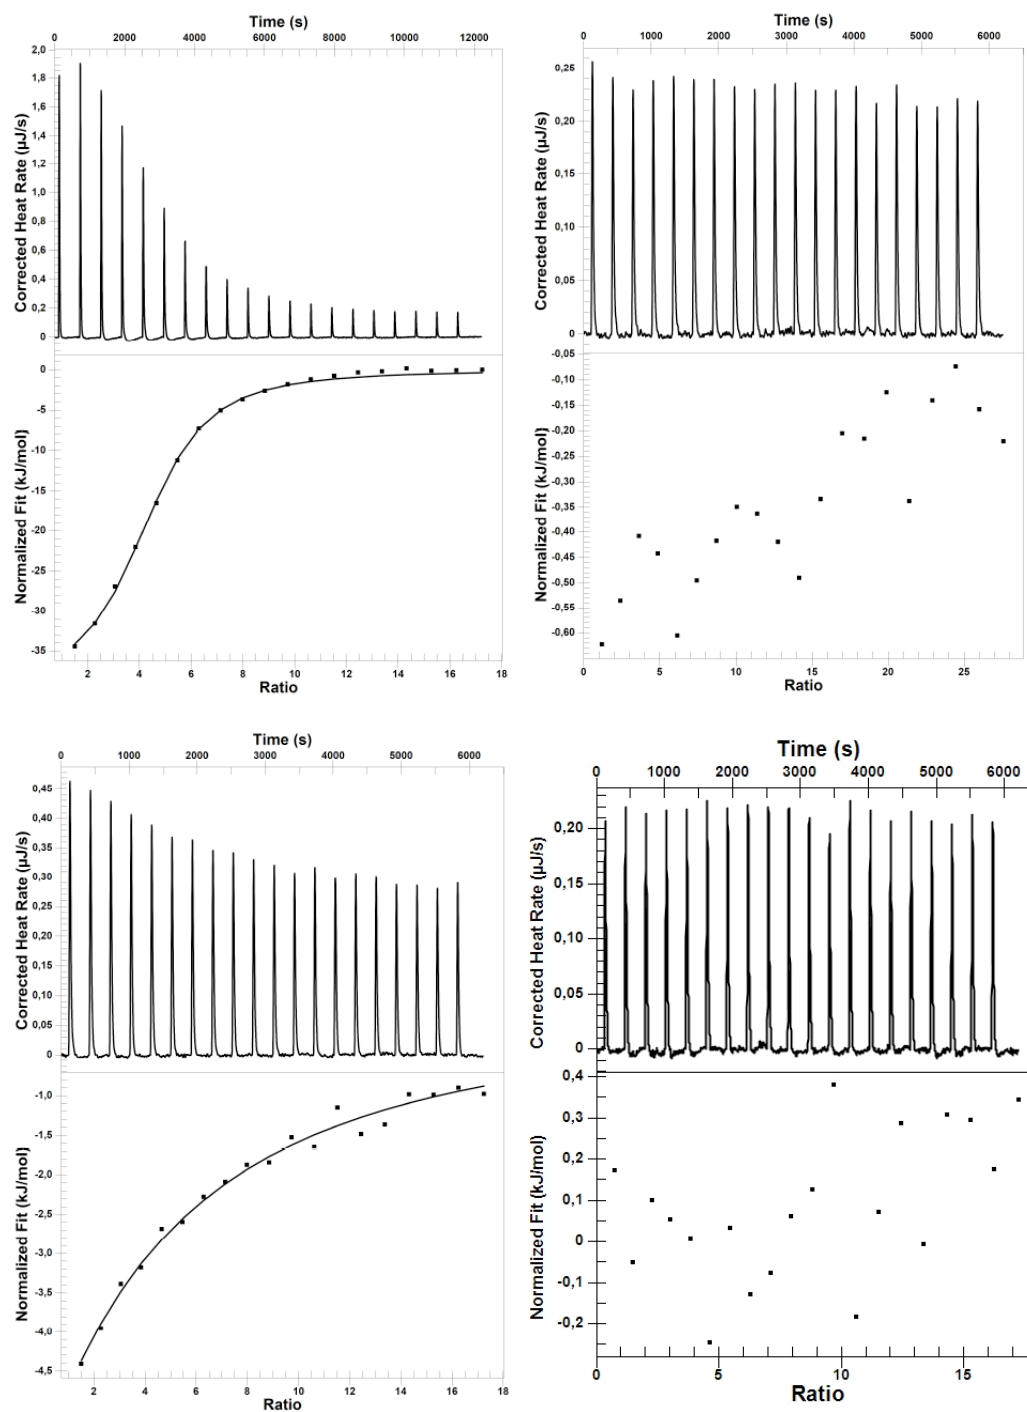 Time (s)
0 2000 4000 6000 8000 10000 12000
Corrected Heat Rate (µJ/s)
2,0
1,8
1,6
1,4
1,2
1,0
0,8
0,6
0,4
0,2
0
Normalized Fit (kJ/mol)
0
-5
-10
-15
-20
-25
-30
-35
2 4 6 8 10 12 14 16 18
Ratio
Time (s)
0 1000 2000 3000 4000 5000 6000
Corrected Heat Rate (µJ/s)
0,25
0,20
0,15
0,10
0,05
0
Normalized Fit (kJ/mol)
-0,05
-0,10
-0,15
-0,20
-0,25
-0,30
-0,35
-0,40
-0,45
-0,50
-0,55
-0,60
0 5 10 15 20 25
Ratio
Time (s)
0 1000 2000 3000 4000 5000 6000
Corrected Heat Rate (µJ/s)
0,45
0,40
0,35
0,30
0,25
0,20
0,15
0,10
0,05
0
Normalized Fit (kJ/mol)
-1,0
-1,5
-2,0
-2,5
-3,0
-3,5
-4,0
-4,5
2 4 6 8 10 12 14 16 18
Ratio
Time (s)
0 1000 2000 3000 4000 5000 6000
Corrected Heat Rate (µJ/s)
0,20
0,15
0,10
0,05
0
Normalized Fit (kJ/mol)
0,4
0,3
0,2
0,1
0
-0,1
-0,2
0 5 10 15
Ratio